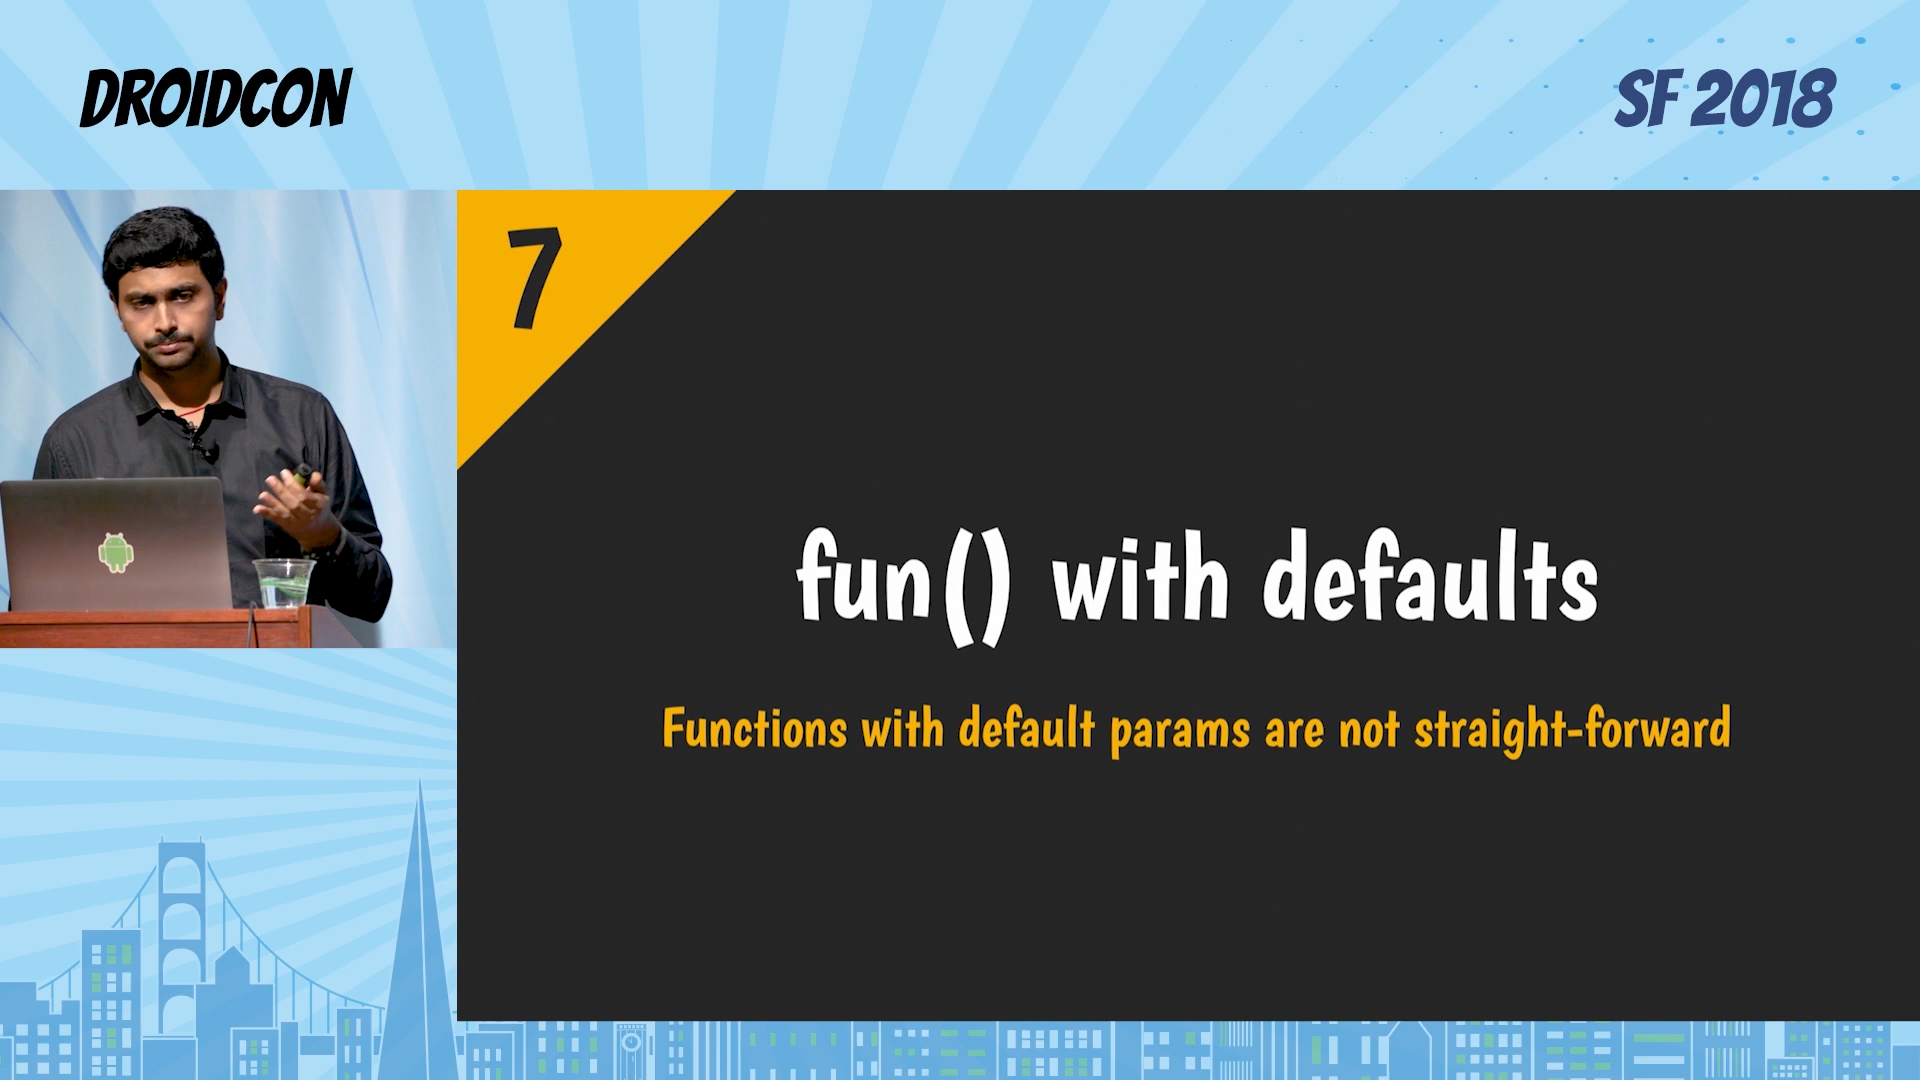 DROIDCON
SF 2018
7
fun() with defaults
Functions with default params are not straight-forward